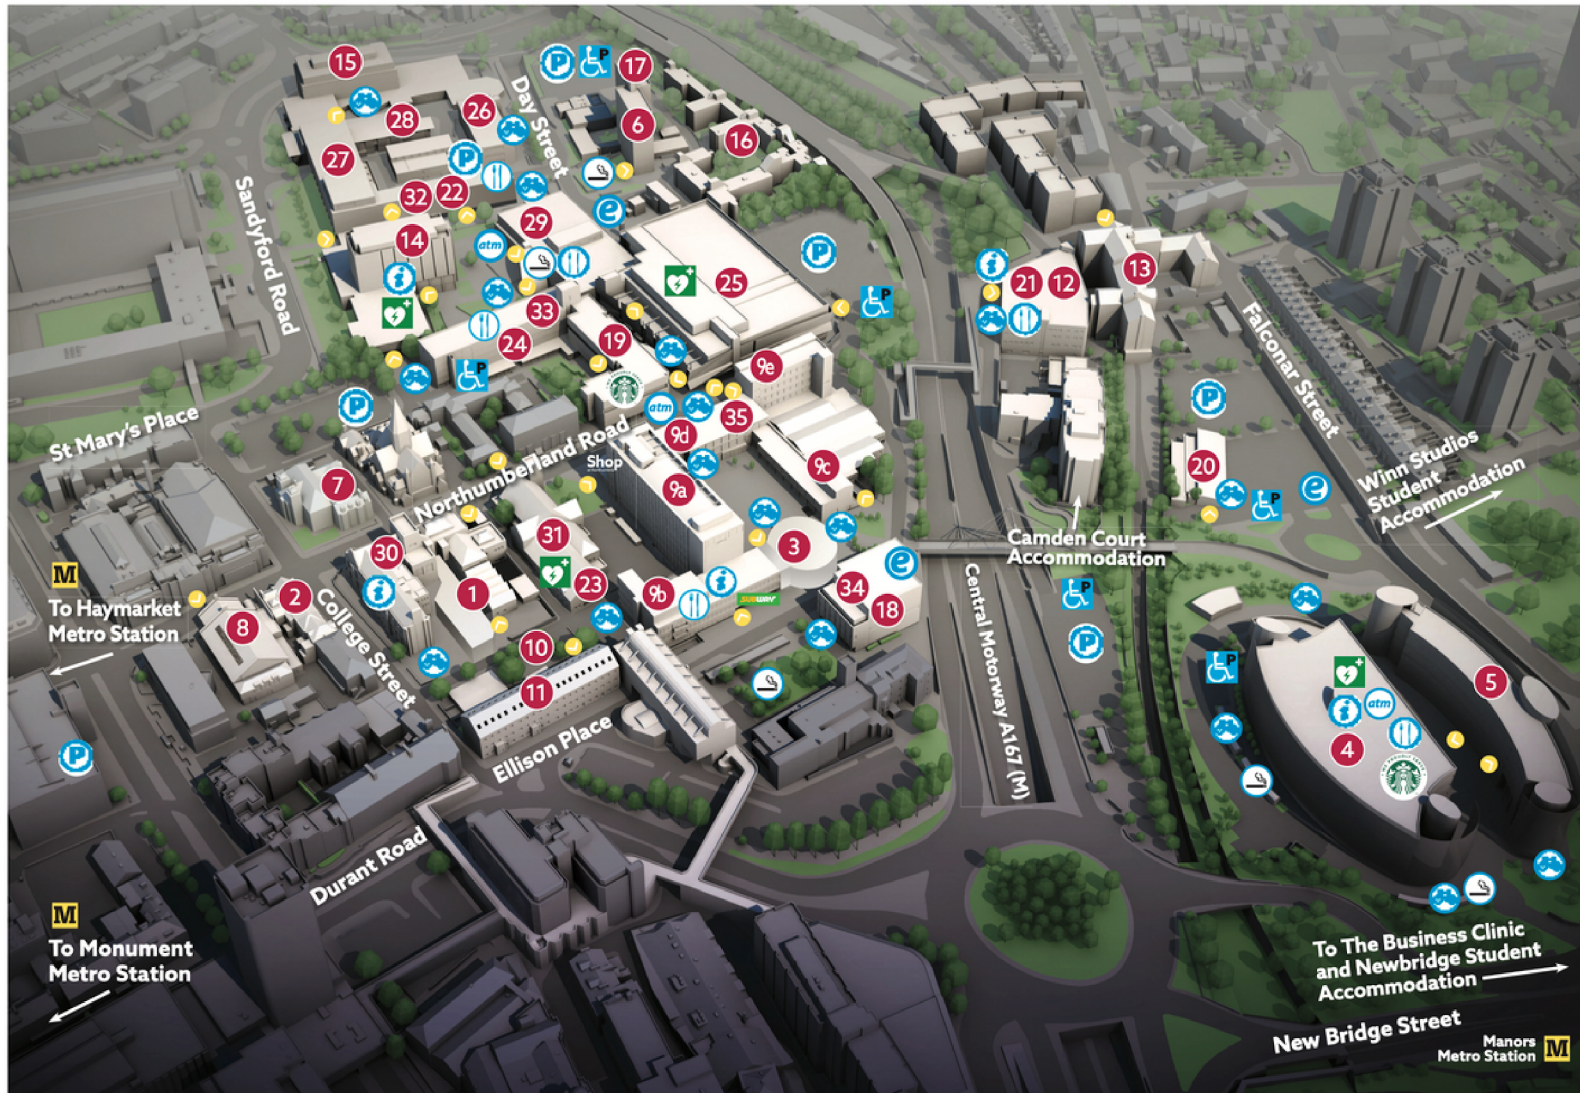 15
17
P
P
Day Street
28
26
6
16
27
P
32
22
Sandyford Road
29
e
14
atm
P
i
25
i
21
12
13
33
24
19
P
9e
Falconar Street
P
St Mary's Place
P
atm
35
P
Northumberland Road
9d
Shop
9c
20
7
9a
e
P
Winn Studios
Student
Accommodation
31
3
Camden Court
Accommodation
30
M
To Haymarket
Metro Station
i
2
1
23
9b
i
SUBWAY
e
34
18
Central Motorway A167 (M)
P
P
8
College Street
10
11
5
P
i
atm
4
P
Ellison Place
Durant Road
M
To Monument
Metro Station
To The Business Clinic
and Newbridge Student
Accommodation
New Bridge Street
Manors
Metro Station
M